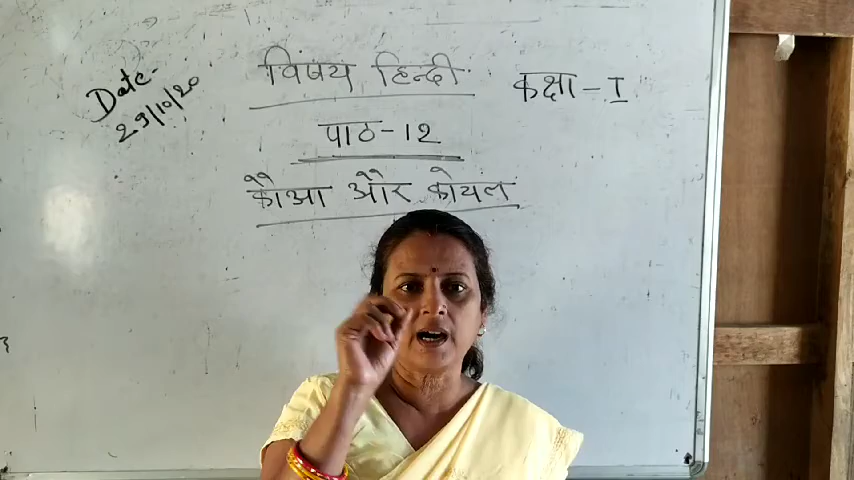 Date-
29/10/20
विषय हिन्दी
कक्षा - I
पाठ - 12
कौआ और कोयल